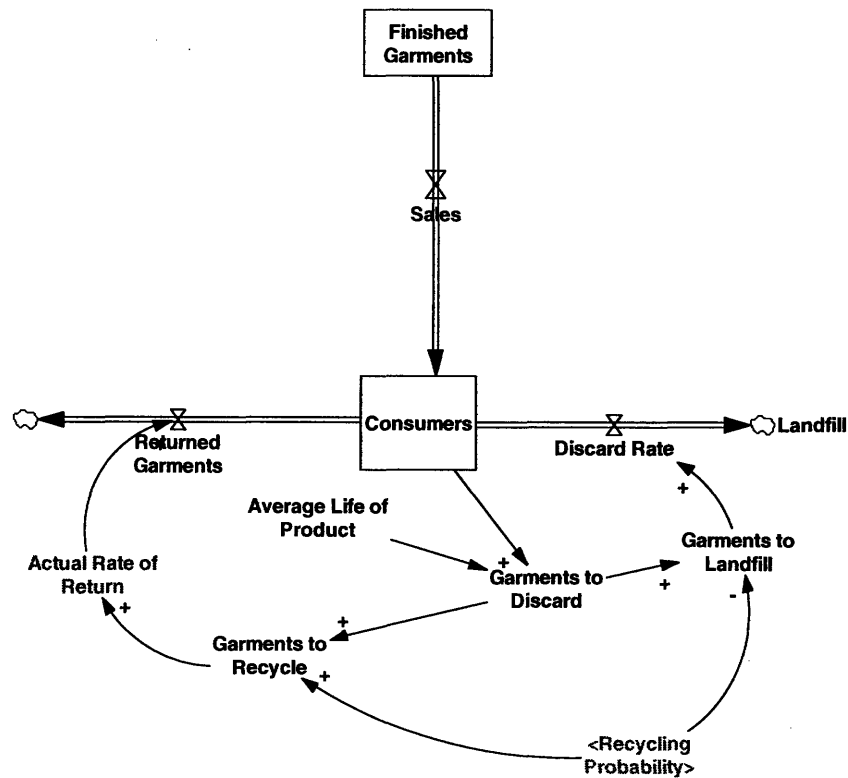 Finished
Garments
Sales
Consumers
Landfill
Returned
Garments
+
Discard Rate
+
Average Life of
Product
Actual Rate of
Return
+
+
Garments to
Discard
+
Garments to
Landfill
-
+
Garments to
Recycle
+
<Recycling
Probability>